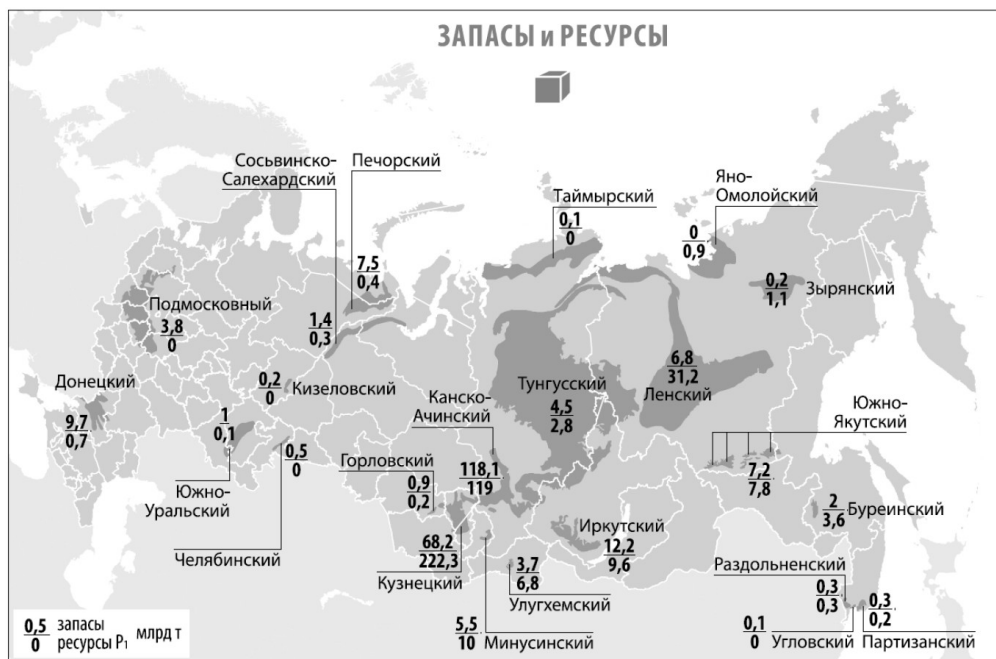 ЗАПАСЫ и РЕСУРСЫ
Сосьвинско-
Салехардский
Печорский
Таймырский
Яно-
Омолойский
0,1
0
0
0,9
7,5
0,4
0,2
1,1
Зырянский
Подмосковный
3,8
0
1,4
0,3
6,8
31,2
Ленский
Донецкий
9,7
0,7
0,2
0
Кизеловский
Тунгусский
4,5
2,8
Канско-
Ачинский
Южно-
Якутский
1
0,1
0,5
0
Горловский
0,9
0,2
118,1
119
7,2
7,8
Южно-
Уральский
2
3,6
Буреинский
Челябинский
68,2
222,3
Кузнецкий
Иркутский
12,2
9,6
3,7
6,8
Улугхемский
Раздольненский
0,3
0,3
0,3
0,2
5,5
10
Минусинский
0,1
0
Угловский
Партизанский
0,5 запасы
0 ресурсы P₁ млрд т